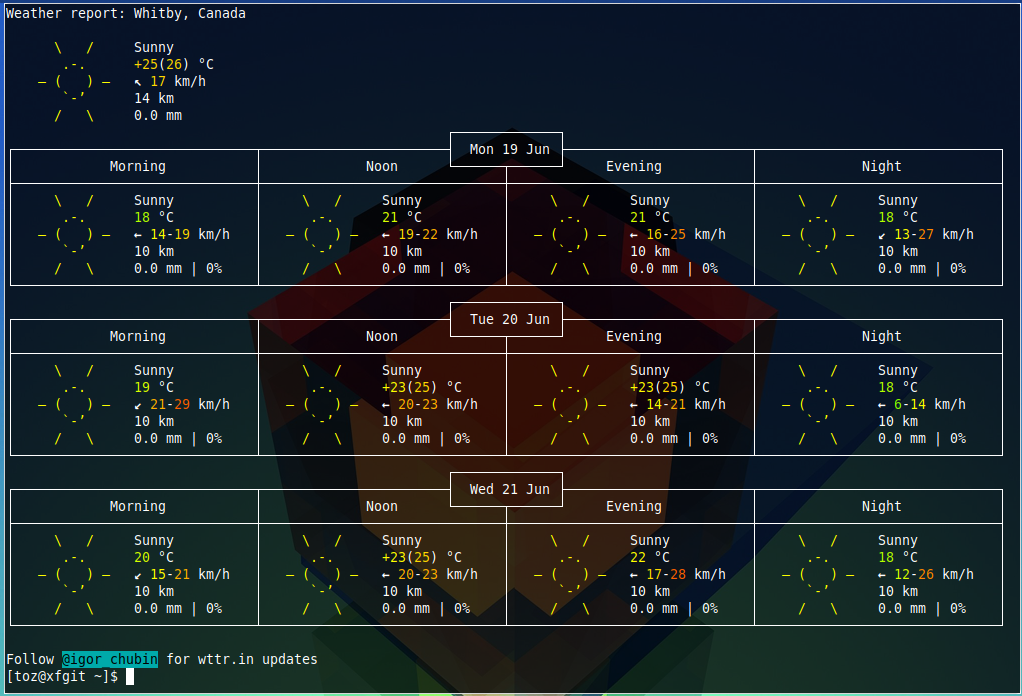 Weather report: Whitby, Canada
\   /     Sunny
.-.      +25(26) °C
― (   ) ―   ↖ 17 km/h
`-’      14 km
/   \     0.0 mm
Mon 19 Jun
Morning Noon Evening Night
\   /     Sunny \   /     Sunny \   /     Sunny \   /     Sunny
.-.      18 °C .-.      21 °C .-.      21 °C .-.      18 °C
― (   ) ―   ← 14-19 km/h ― (   ) ―   ← 19-22 km/h ― (   ) ―   ← 16-25 km/h ― (   ) ―   ↙ 13-27 km/h
`-’      10 km `-’      10 km `-’      10 km `-’      10 km
/   \     0.0 mm | 0% /   \     0.0 mm | 0% /   \     0.0 mm | 0% /   \     0.0 mm | 0%
Tue 20 Jun
Morning Noon Evening Night
\   /     Sunny \   /     Sunny \   /     Sunny \   /     Sunny
.-.      19 °C .-.      +23(25) °C .-.      +23(25) °C .-.      18 °C
― (   ) ―   ↙ 21-29 km/h ― (   ) ―   ← 20-23 km/h ― (   ) ―   ← 14-21 km/h ― (   ) ―   ← 6-14 km/h
`-’      10 km `-’      10 km `-’      10 km `-’      10 km
/   \     0.0 mm | 0% /   \     0.0 mm | 0% /   \     0.0 mm | 0% /   \     0.0 mm | 0%
Wed 21 Jun
Morning Noon Evening Night
\   /     Sunny \   /     Sunny \   /     Sunny \   /     Sunny
.-.      20 °C .-.      +23(25) °C .-.      22 °C .-.      18 °C
― (   ) ―   ↙ 15-21 km/h ― (   ) ―   ← 20-23 km/h ― (   ) ―   ← 17-28 km/h ― (   ) ―   ← 12-26 km/h
`-’      10 km `-’      10 km `-’      10 km `-’      10 km
/   \     0.0 mm | 0% /   \     0.0 mm | 0% /   \     0.0 mm | 0% /   \     0.0 mm | 0%
Follow @igor_chubin for wttr.in updates
[toz@xfgit ~]$